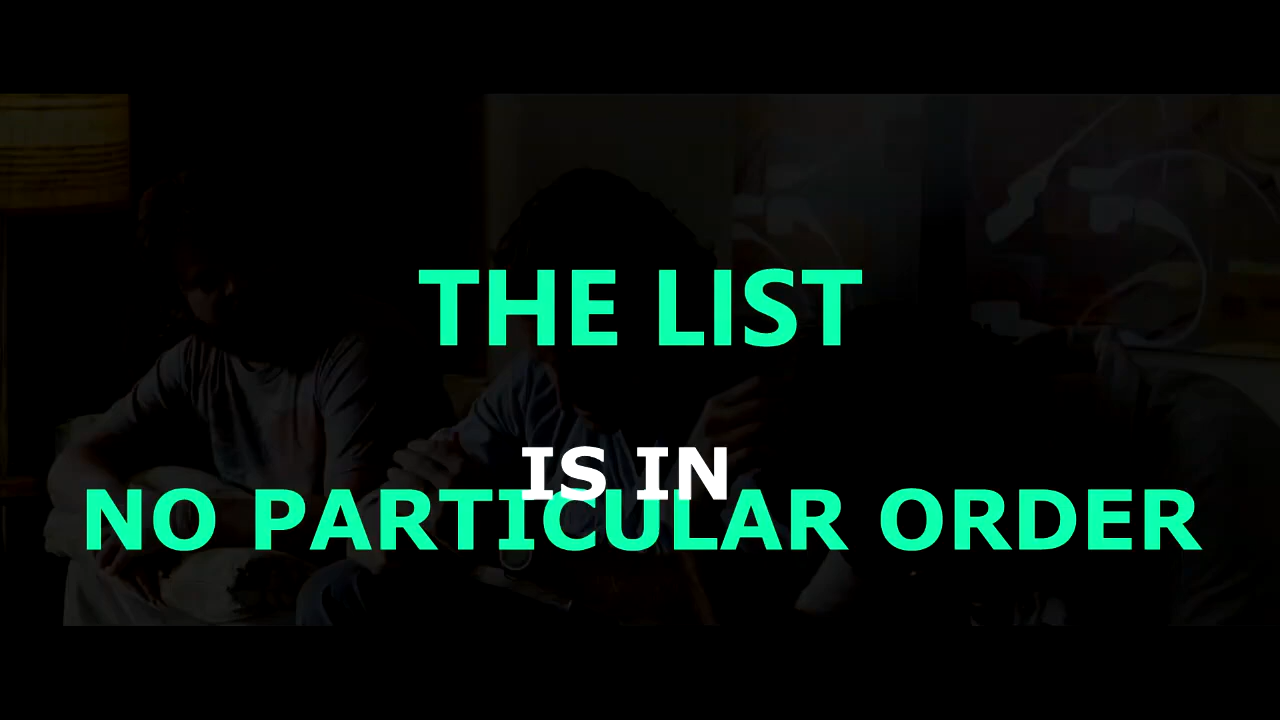 THE LIST
IS IN
NO PARTICULAR ORDER